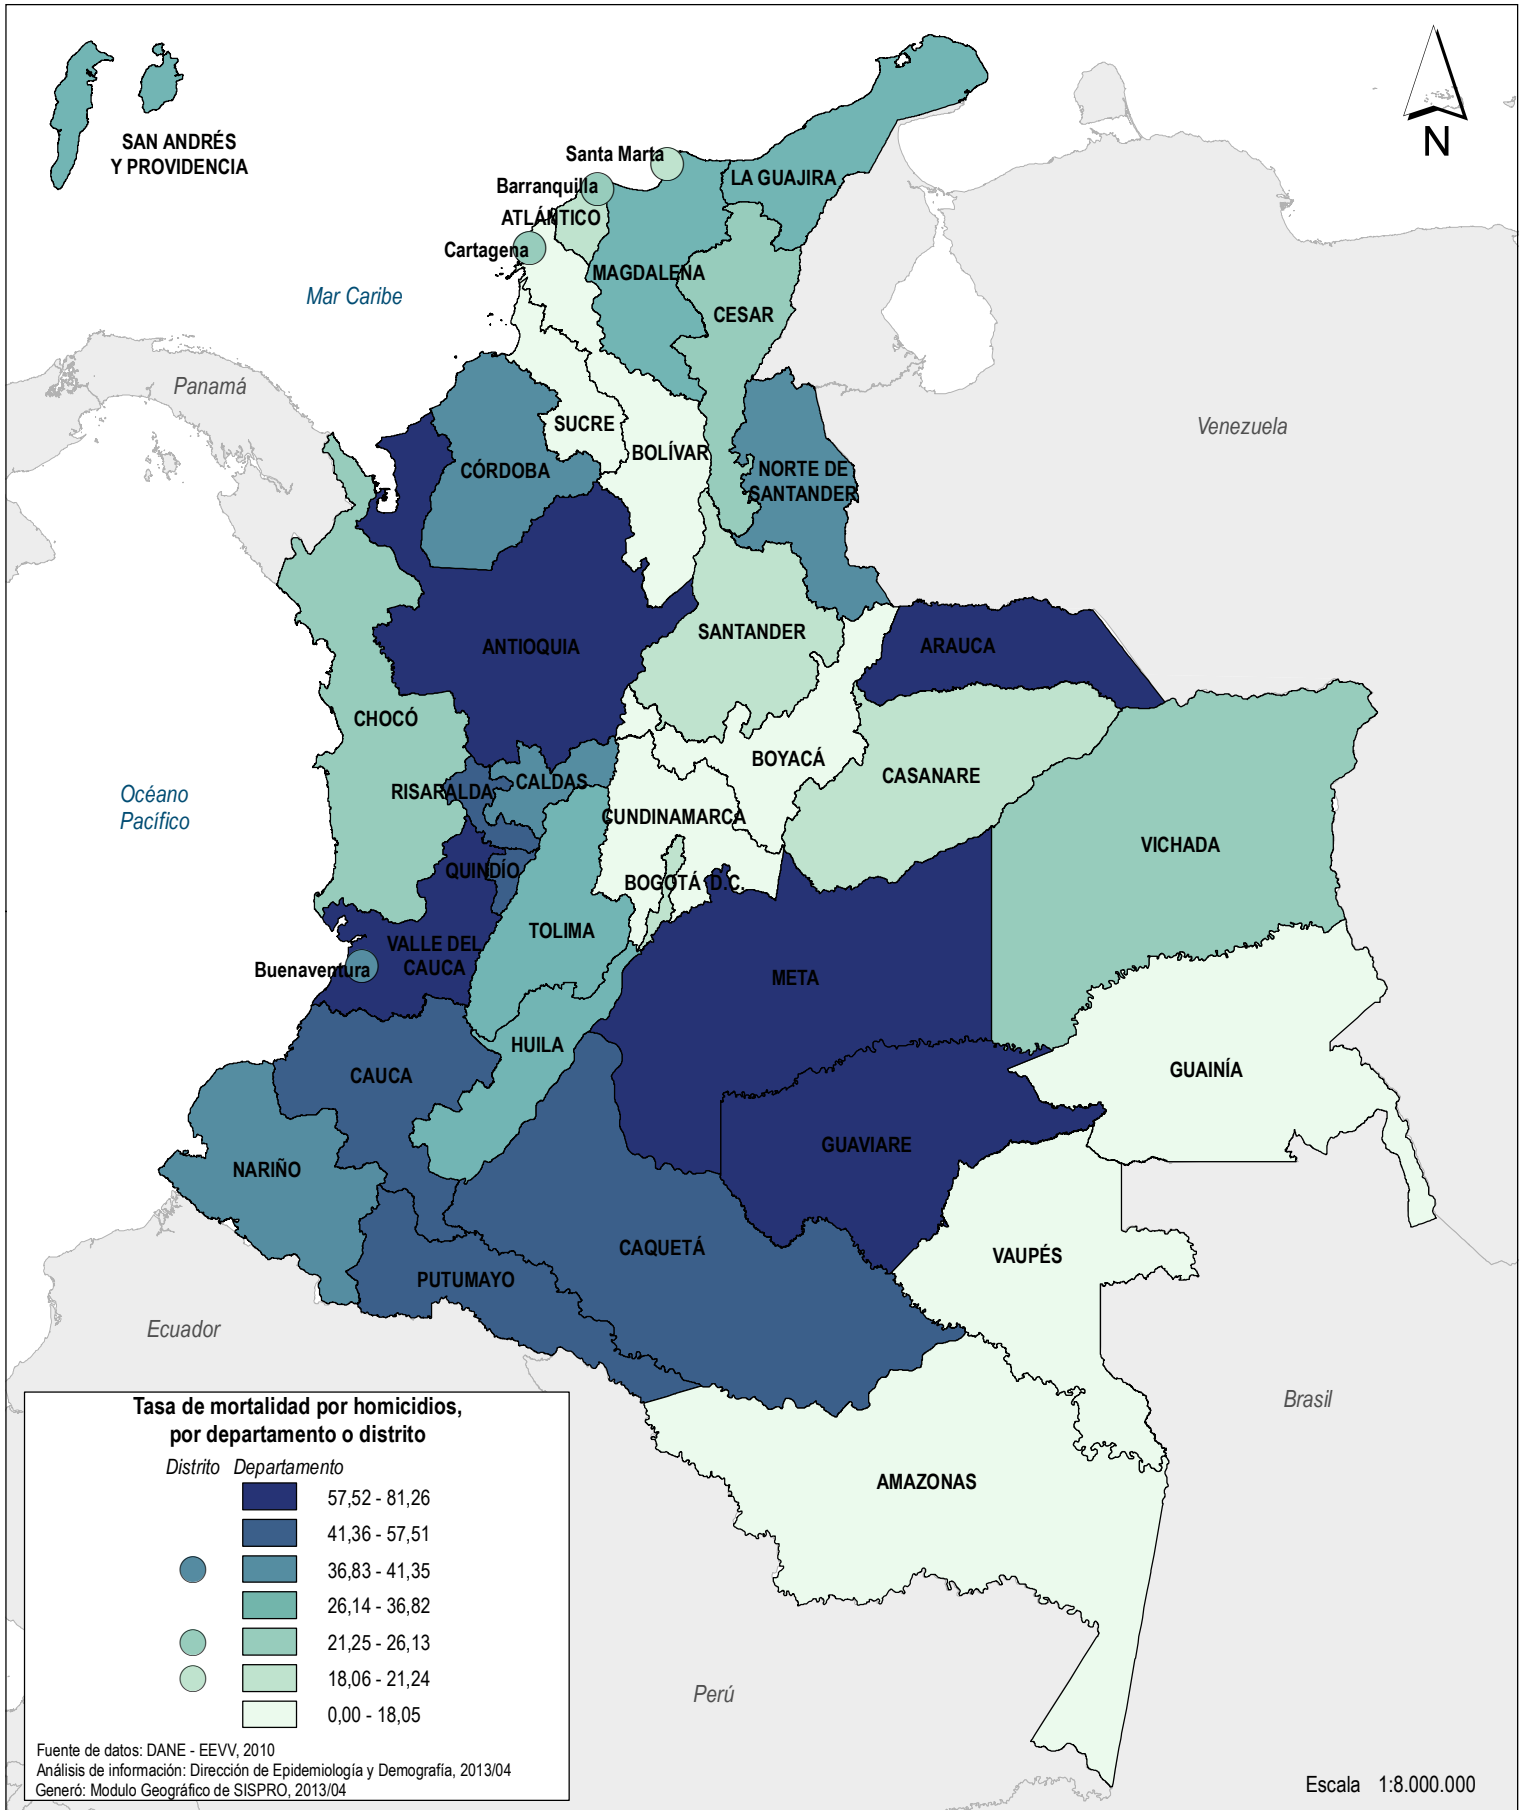 N
SAN ANDRÉS
Y PROVIDENCIA
Santa Marta
LA GUAJIRA
Barranquilla
ATLÁNTICO
Cartagena
MAGDALENA
Mar Caribe
CESAR
Panamá
SUCRE
Venezuela
BOLÍVAR
CÓRDOBA
NORTE DE
SANTANDER
SANTANDER
ANTIOQUIA
ARAUCA
CHOCÓ
BOYACÁ
CASANARE
RISARALDA
CALDAS
Océano
Pacífico
CUNDINAMARCA
VICHADA
QUINDÍO
BOGOTÁ D.C.
TOLIMA
VALLE DEL
CAUCA
Buenaventura
META
HUILA
CAUCA
GUAINÍA
GUAVIARE
NARIÑO
CAQUETÁ
VAUPÉS
PUTUMAYO
Ecuador
Brasil
AMAZONAS
Perú
Tasa de mortalidad por homicidios,
por departamento o distrito
Distrito Departamento
57,52 - 81,26
41,36 - 57,51
36,83 - 41,35
26,14 - 36,82
21,25 - 26,13
18,06 - 21,24
0,00 - 18,05
Fuente de datos: DANE - EEVV, 2010
Análisis de información: Dirección de Epidemiología y Demografía, 2013/04
Generó: Modulo Geográfico de SISPRO, 2013/04
Escala 1:8.000.000